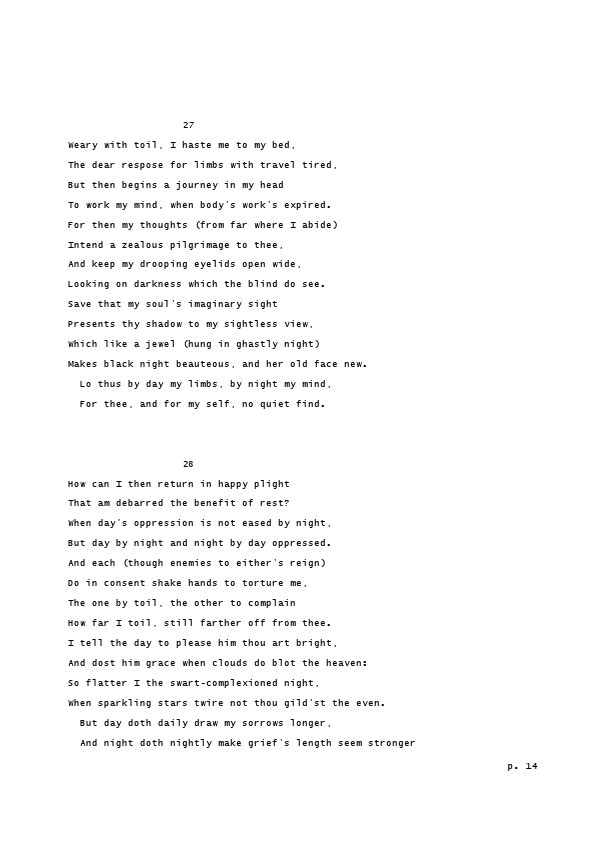 27
Weary with toil, I haste me to my bed,
The dear respose for limbs with travel tired,
But then begins a journey in my head
To work my mind, when body's work's expired.
For then my thoughts (from far where I abide)
Intend a zealous pilgrimage to thee,
And keep my drooping eyelids open wide,
Looking on darkness which the blind do see.
Save that my soul's imaginary sight
Presents thy shadow to my sightless view,
Which like a jewel (hung in ghastly night)
Makes black night beauteous, and her old face new.
Lo thus by day my limbs, by night my mind,
For thee, and for my self, no quiet find.
28
How can I then return in happy plight
That am debarred the benefit of rest?
When day's oppression is not eased by night,
But day by night and night by day oppressed.
And each (though enemies to either's reign)
Do in consent shake hands to torture me,
The one by toil, the other to complain
How far I toil, still farther off from thee.
I tell the day to please him thou art bright,
And dost him grace when clouds do blot the heaven:
So flatter I the swart-complexioned night,
When sparkling stars twire not thou gild'st the even.
But day doth daily draw my sorrows longer,
And night doth nightly make grief's length seem stronger
p. 14